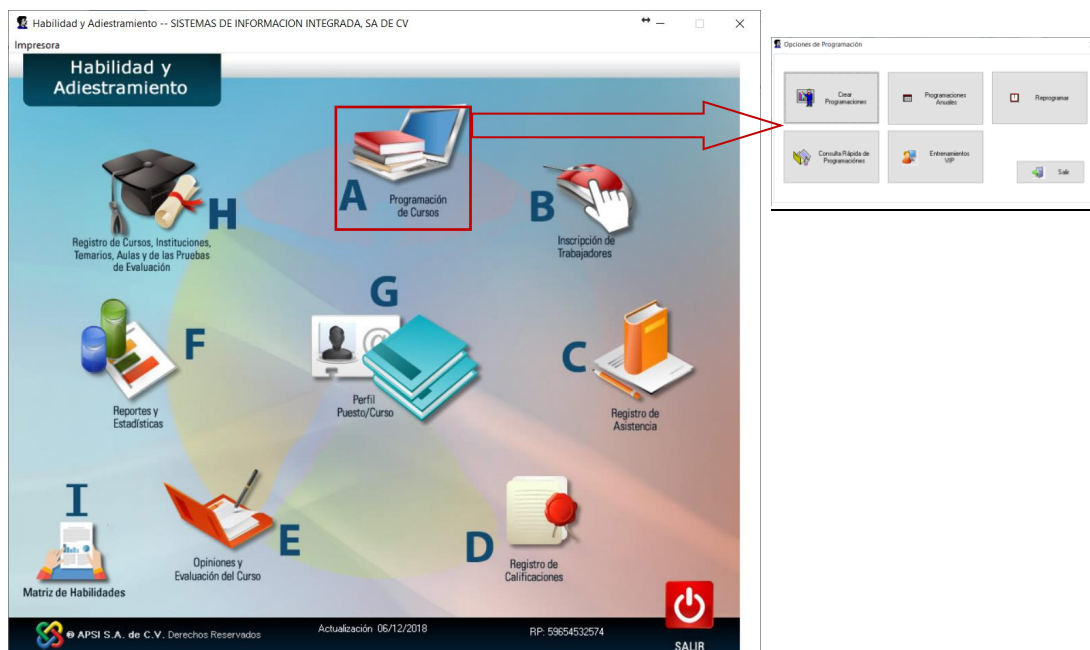 Habilidad y Adiestramiento -- SISTEMAS DE INFORMACION INTEGRADA, SA DE CV
Impresora
Habilidad y
Adiestramiento
A
Programación
de Cursos
B
Inscripción de
Trabajadores
H
Registro de Cursos, Instituciones,
Temarios, Aulas y de las Pruebas
de Evaluación
G
Perfil
Puesto/Curso
C
Registro de
Asistencia
F
Reportes y
Estadísticas
I
Matriz de Habilidades
E
Opiniones y
Evaluación del Curso
D
Registro de
Calificaciones
® APSI S.A. de C.V. Derechos Reservados
Actualización 06/12/2018
RP: 59654532574
SALIR
Opciones de Programación
Crear
Programaciones
Programaciones
Anuales
Reprogramar
Consulta Rápida de
Programaciónes
Entrenamientos
VIP
Salir